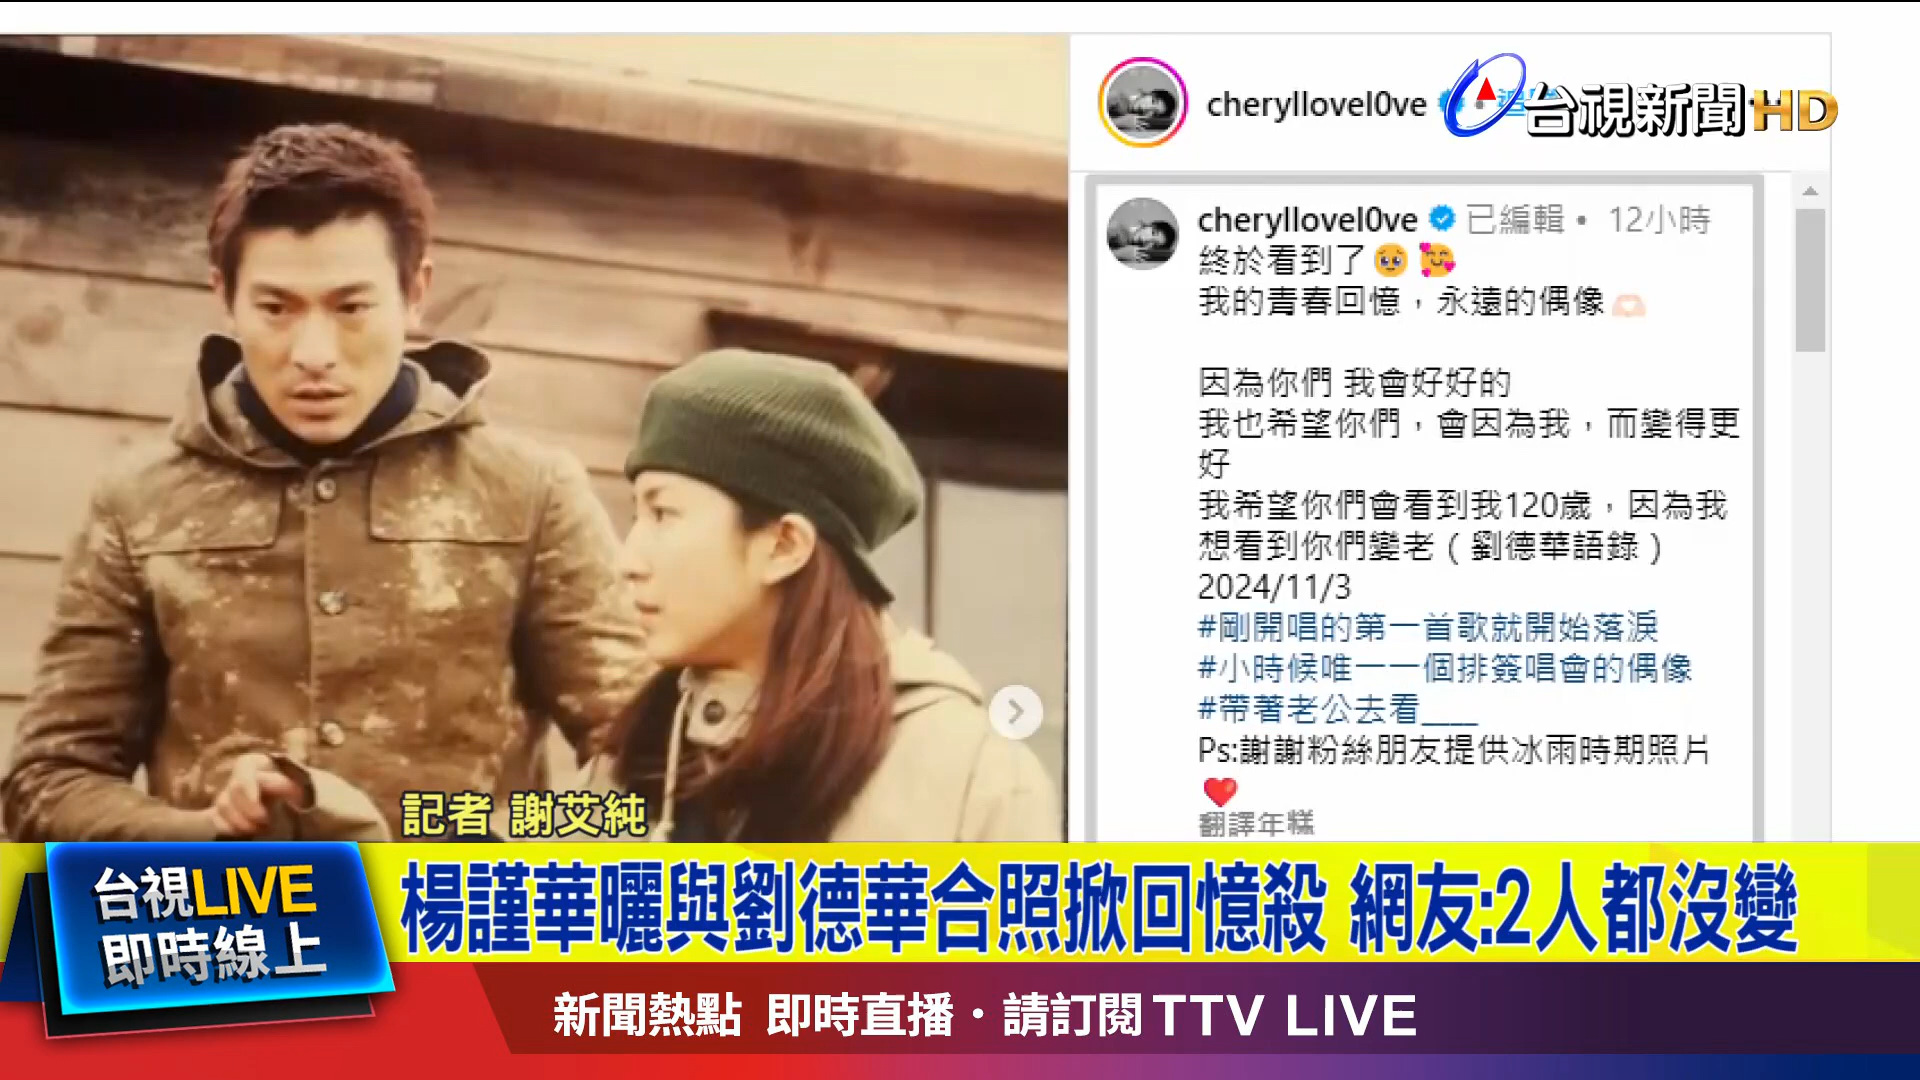 cheryllovel0ve
台視新聞HD
cheryllovel0ve 已編輯• 12小時
終於看到了🥹🥰
我的青春回憶，永遠的偶像🫶🏻
因為你們 我會好好的
我也希望你們，會因為我，而變得更
好
我希望你們會看到我120歲，因為我
想看到你們變老（劉德華語錄）
2024/11/3
#剛開唱的第一首歌就開始落淚
#小時候唯一一個排簽唱會的偶像
#帶著老公去看____
Ps:謝謝粉絲朋友提供冰雨時期照片
❤️
翻譯年糕
記者 謝艾純
台視LIVE
即時線上
楊謹華曬與劉德華合照掀回憶殺 網友:2人都沒變
新聞熱點 即時直播・請訂閱TTV LIVE